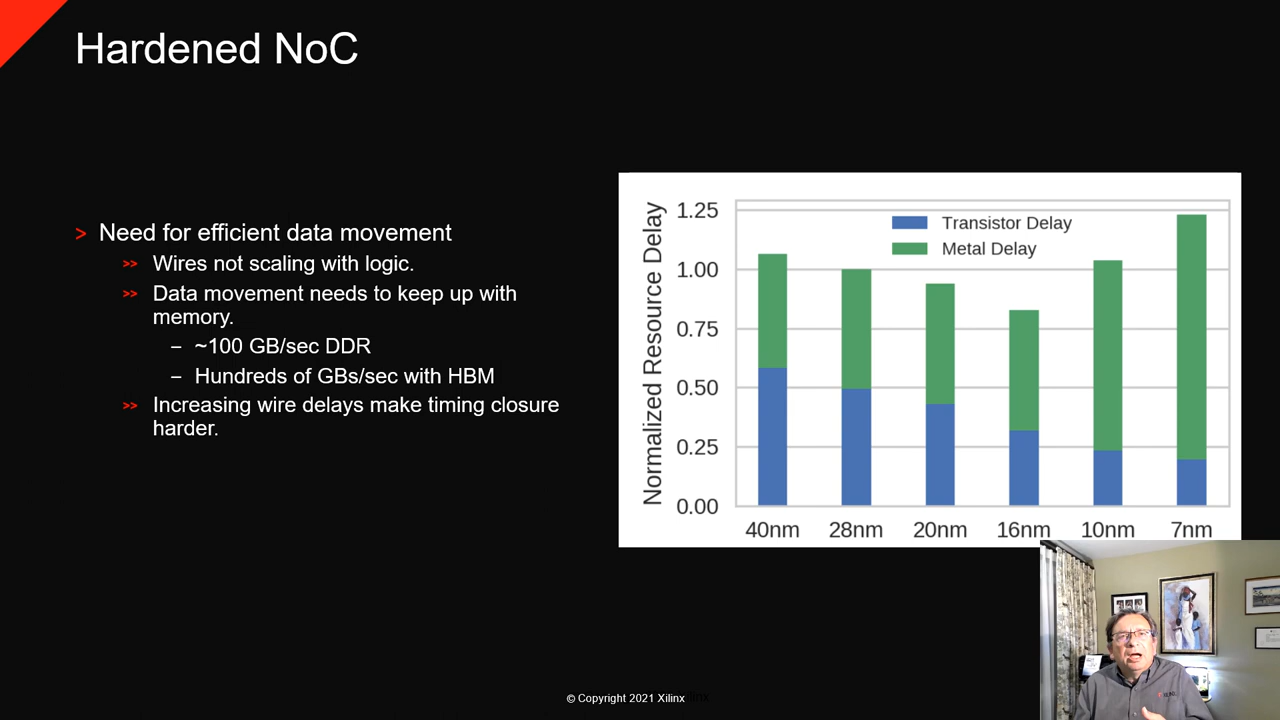 Hardened NoC
> Need for efficient data movement
>> Wires not scaling with logic.
>> Data movement needs to keep up with
memory.
– ~100 GB/sec DDR
– Hundreds of GBs/sec with HBM
>> Increasing wire delays make timing closure
harder.
Normalized Resource Delay
1.25
1.00
0.75
0.50
0.25
0.00
Transistor Delay
Metal Delay
40nm 28nm 20nm 16nm 10nm 7nm
© Copyright 2021 Xilinx